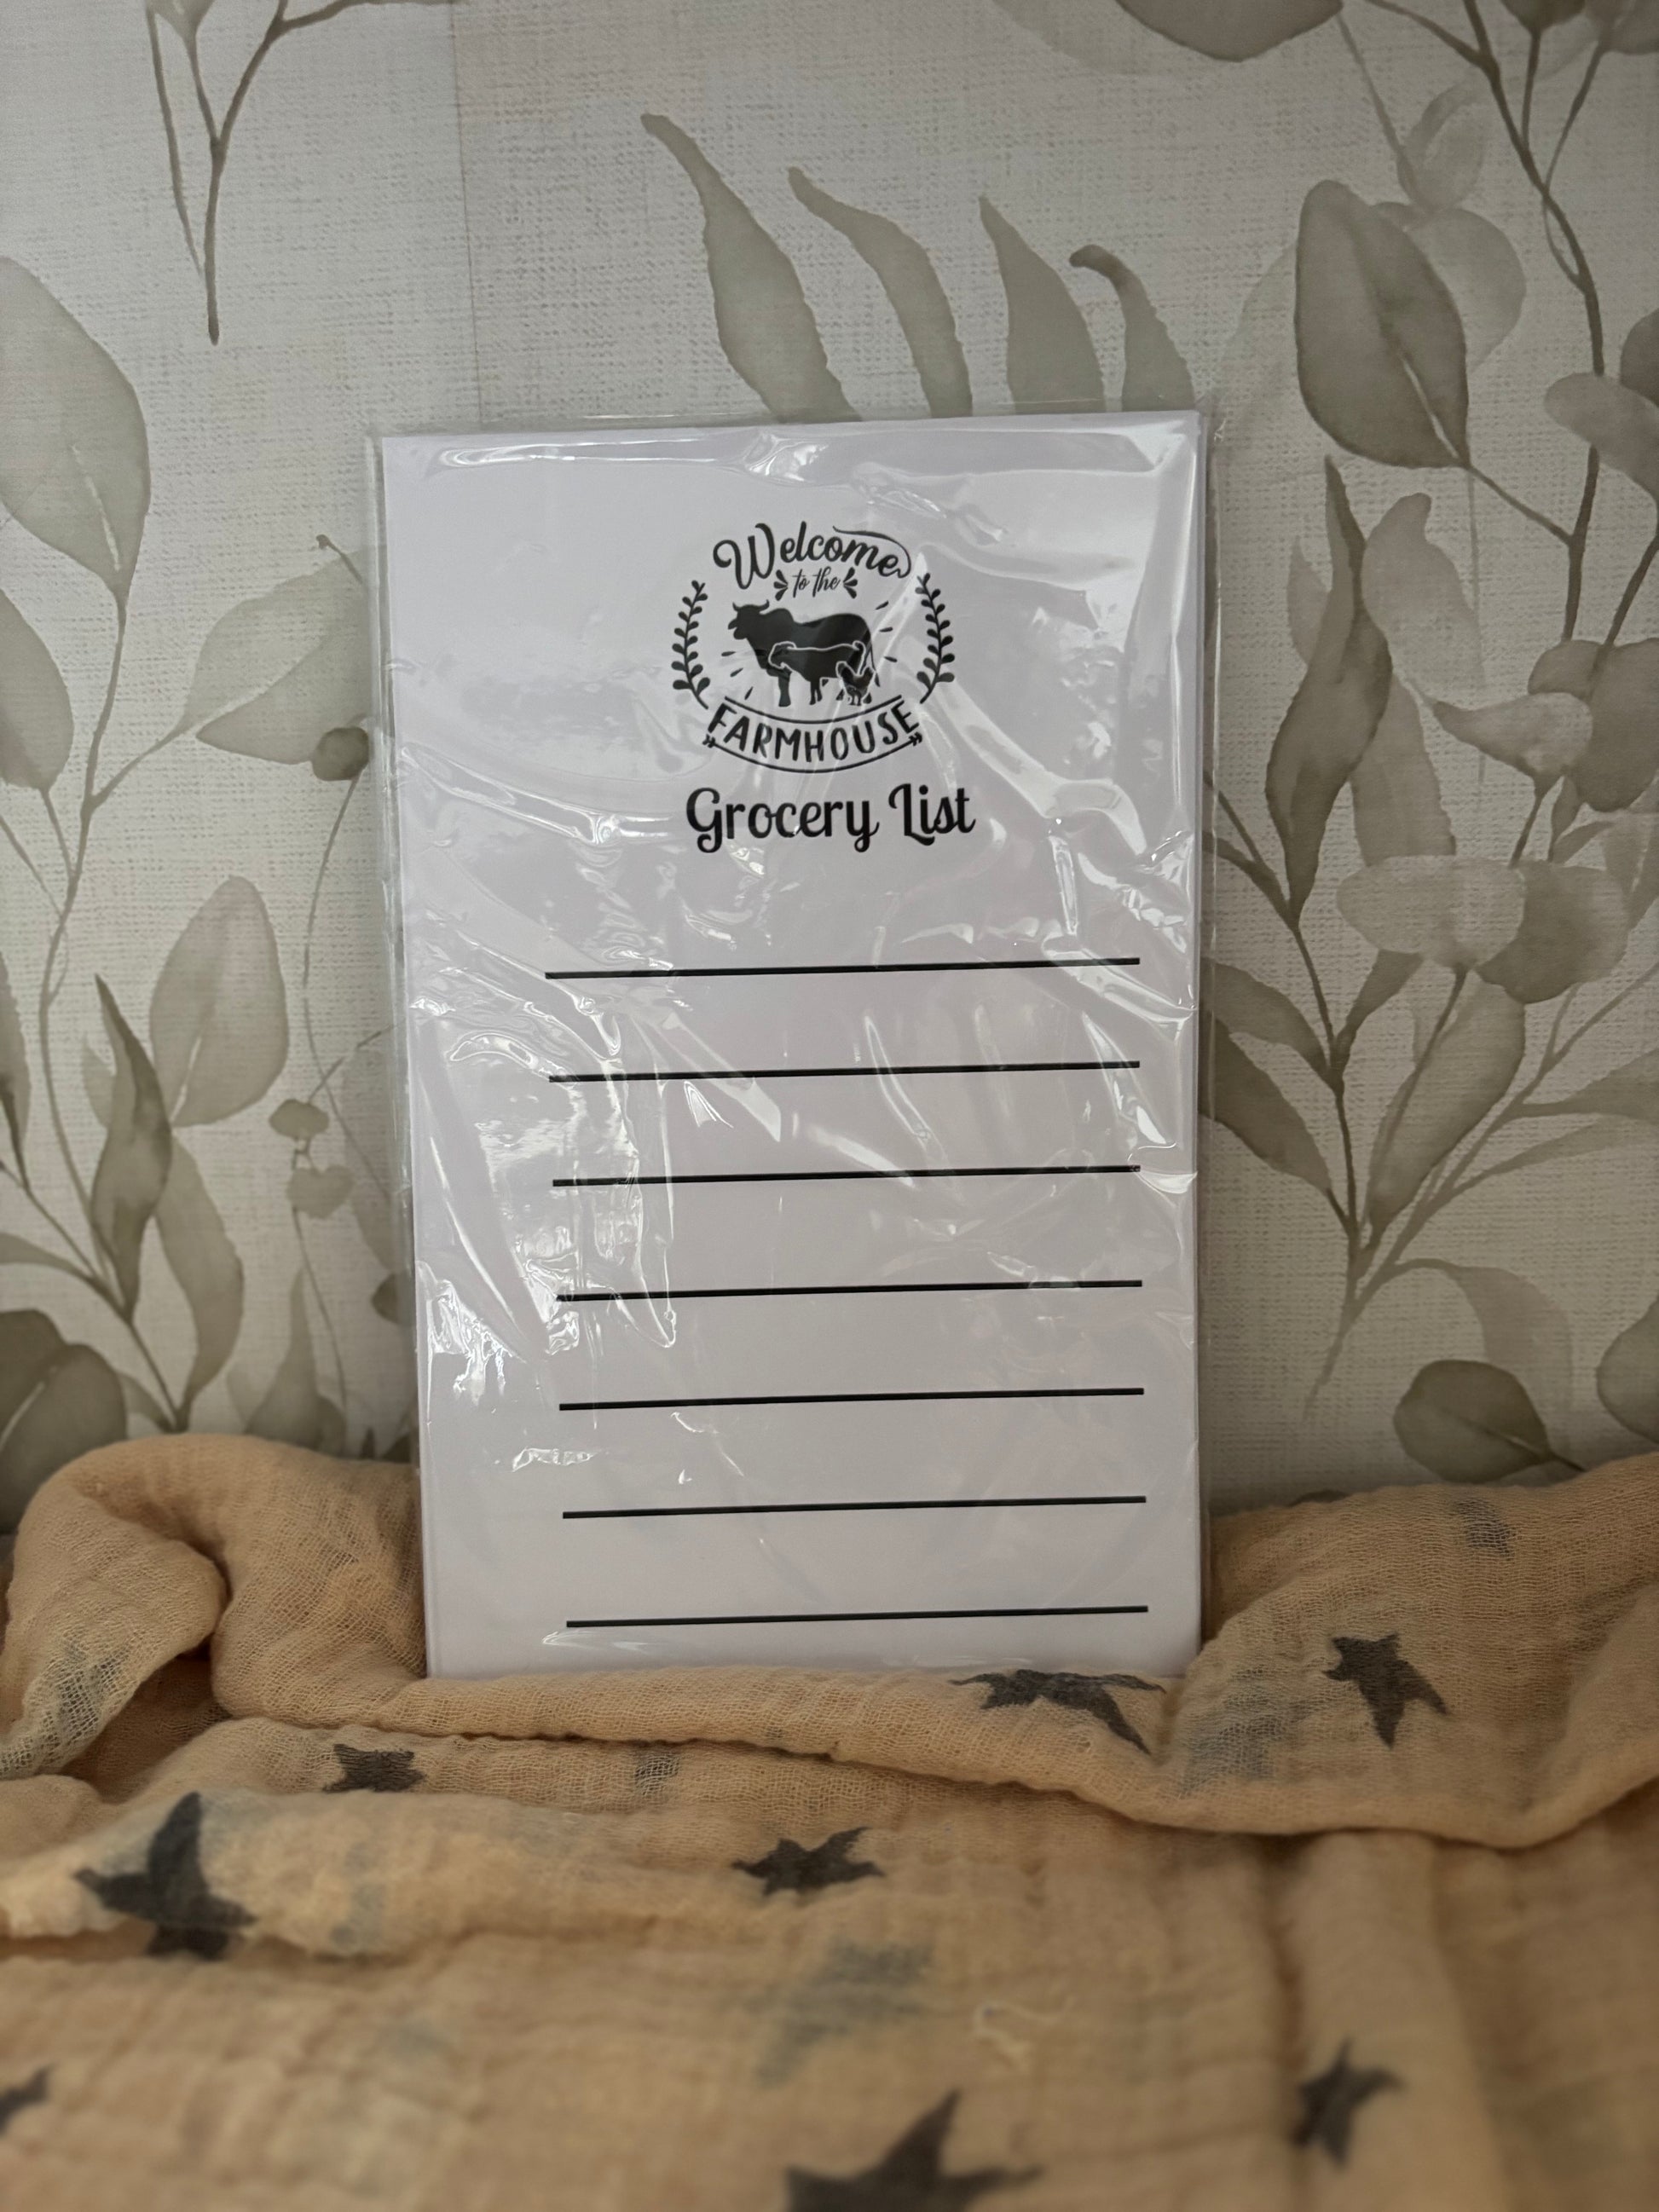 Welcome
to the
FARMHOUSE
Grocery List